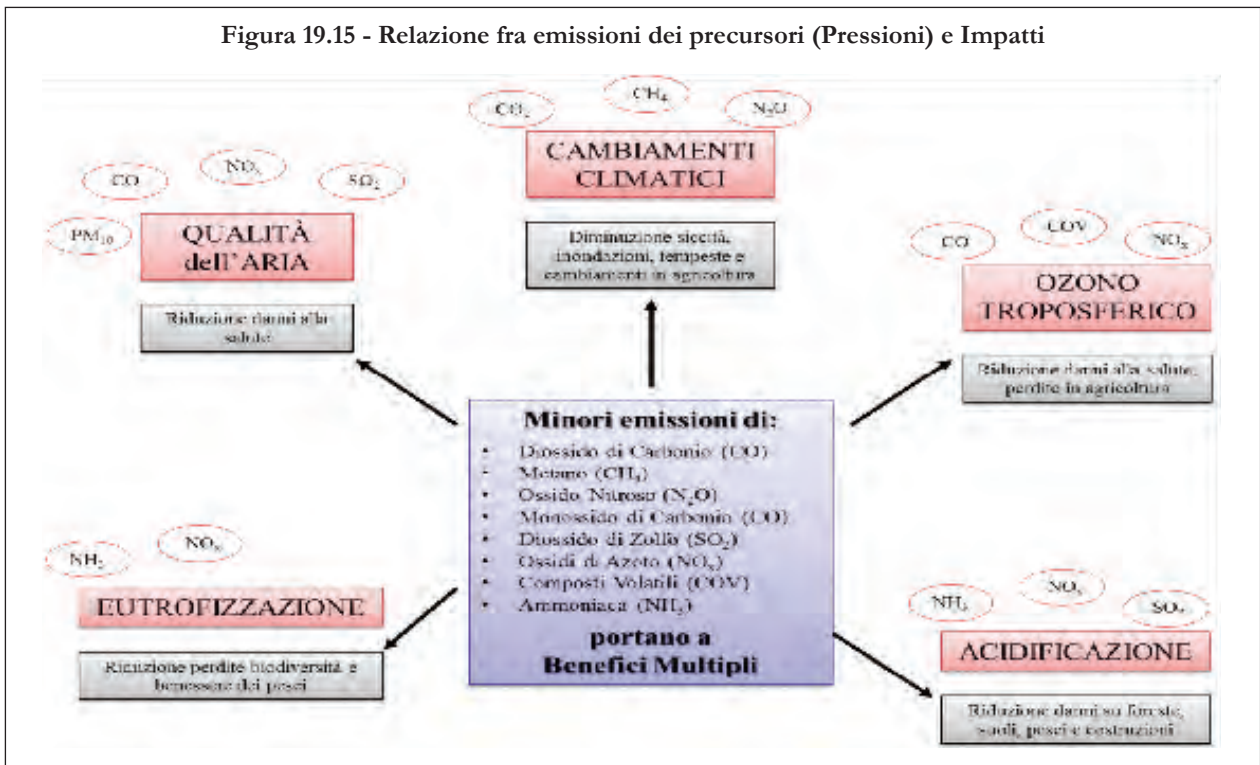 Figura 19.15 - Relazione fra emissioni dei precursori (Pressioni) e Impatti
CO₂
CH₄
N₂O
CAMBIAMENTI
CLIMATICI
Diminuzione siccità,
inondazioni, tempeste e
cambiamenti in agricoltura
PM₁₀
CO
NOₓ
SO₂
QUALITÀ
dell'ARIA
Riduzione danni alla
salute
CO
COV
NOₓ
OZONO
TROPOSFERICO
Riduzione danni alla salute,
perdite in agricoltura
Minori emissioni di:
• Diossido di Carbonio (CO)
• Metano (CH₄)
• Ossido Nitroso (N₂O)
• Monossido di Carbonio (CO)
• Diossido di Zolfo (SO₂)
• Ossidi di Azoto (NOₓ)
• Composti Volatili (COV)
• Ammoniaca (NH₃)
portano a
Benefici Multipli
NH₃
NOₓ
EUTROFIZZAZIONE
Riduzione perdite biodiversità e
benessere dei pesci
NH₃
NOₓ
SO₂
ACIDIFICAZIONE
Riduzione danni su foreste,
suoli, pesci e costruzioni